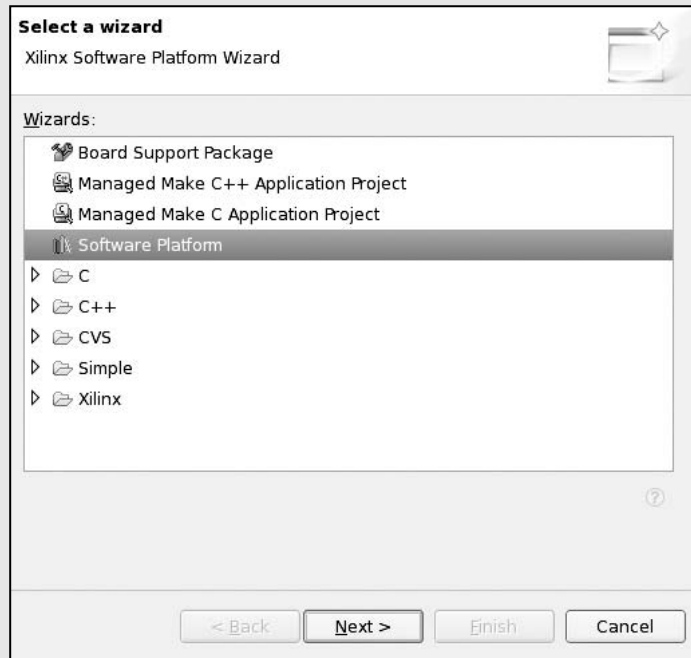 Select a wizard
Xilinx Software Platform Wizard
Wizards:
Board Support Package
Managed Make C++ Application Project
Managed Make C Application Project
Software Platform
C
C++
CVS
Simple
Xilinx
?
< Back Next > Finish Cancel